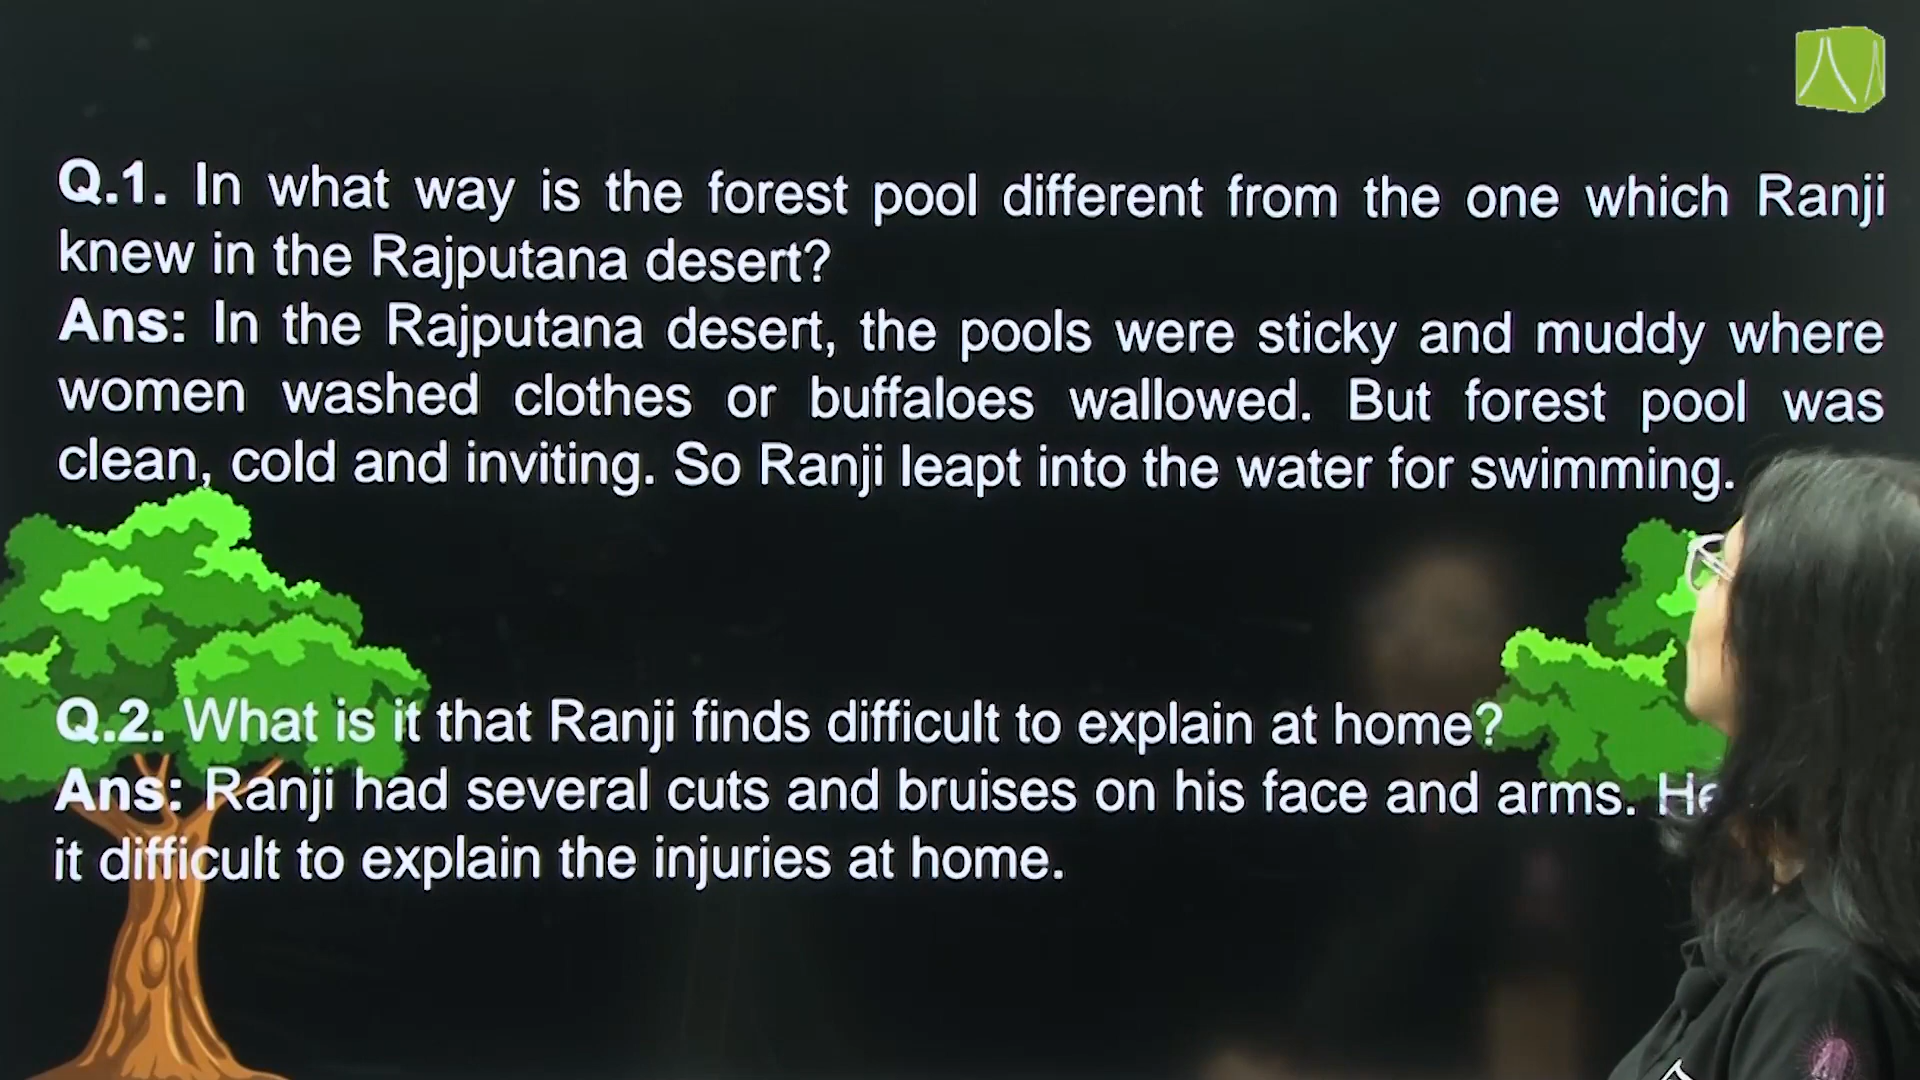 Q.1. In what way is the forest pool different from the one which Ranji
knew in the Rajputana desert?
Ans: In the Rajputana desert, the pools were sticky and muddy where
women washed clothes or buffaloes wallowed. But forest pool was
clean, cold and inviting. So Ranji leapt into the water for swimming.
Q.2. What is it that Ranji finds difficult to explain at home?
Ans: Ranji had several cuts and bruises on his face and arms. He
it difficult to explain the injuries at home.